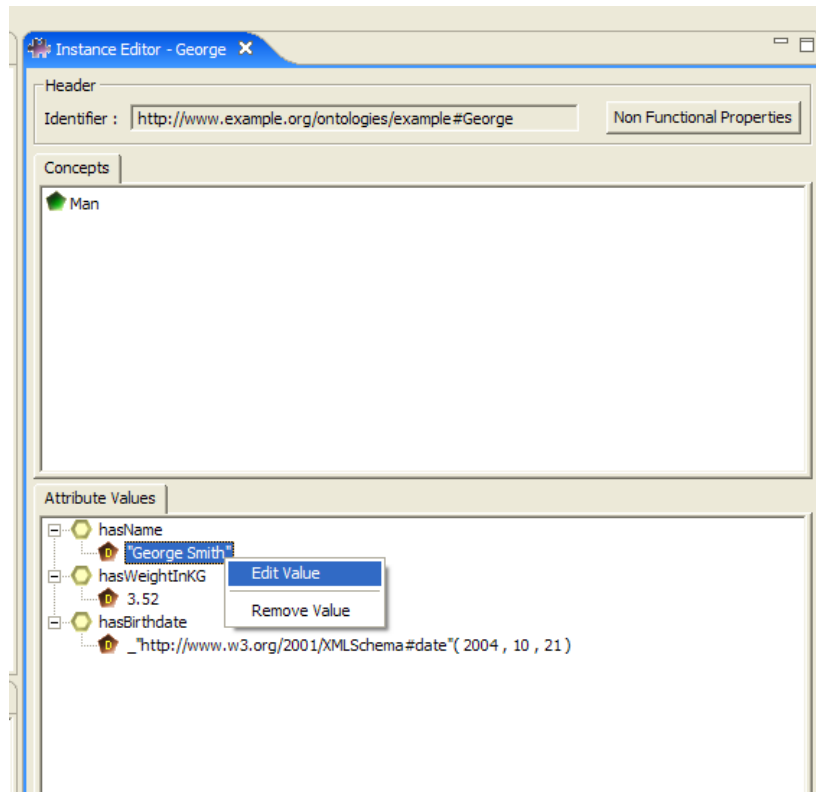 Instance Editor - George
Header
Identifier : http://www.example.org/ontologies/example#George Non Functional Properties
Concepts
Man
Attribute Values
hasName
D "George Smith"
Edit Value
hasWeightInKG
D 3.52
Remove Value
hasBirthdate
D _"http://www.w3.org/2001/XMLSchema#date"( 2004 , 10 , 21 )